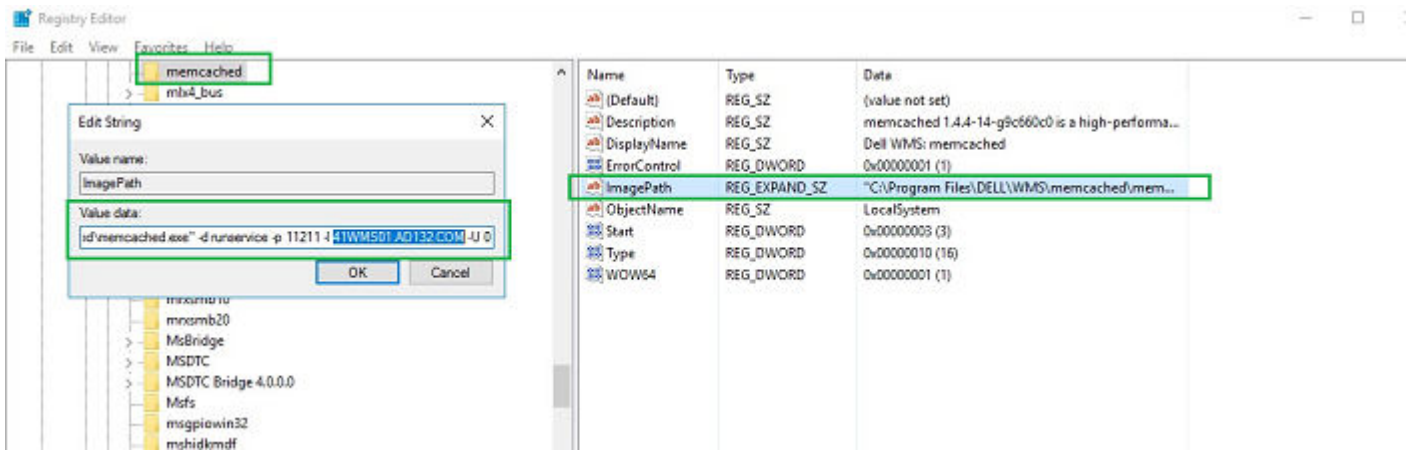 Registry Editor
File Edit View Favorites Help
memcached
mlx4_bus
Edit String
Value name:
ImagePath
Value data:
:d\memcached.exe" -d runservice -p 11211 -l 41WMS01.AD132.COM -U 0
OK Cancel
mrxsmb10
mrxsmb20
MsBridge
MSDTC
MSDTC Bridge 4.0.0.0
Msfs
msgpiowin32
mshidkmdf
Name Type Data
(Default) REG_SZ (value not set)
Description REG_SZ memcached 1.4.4-14-g9c660c0 is a high-performa...
DisplayName REG_SZ Dell WMS: memcached
ErrorControl REG_DWORD 0x00000001 (1)
ImagePath REG_EXPAND_SZ "C:\Program Files\DELL\WMS\memcached\mem...
ObjectName REG_SZ LocalSystem
Start REG_DWORD 0x00000003 (3)
Type REG_DWORD 0x00000010 (16)
WOW64 REG_DWORD 0x00000001 (1)